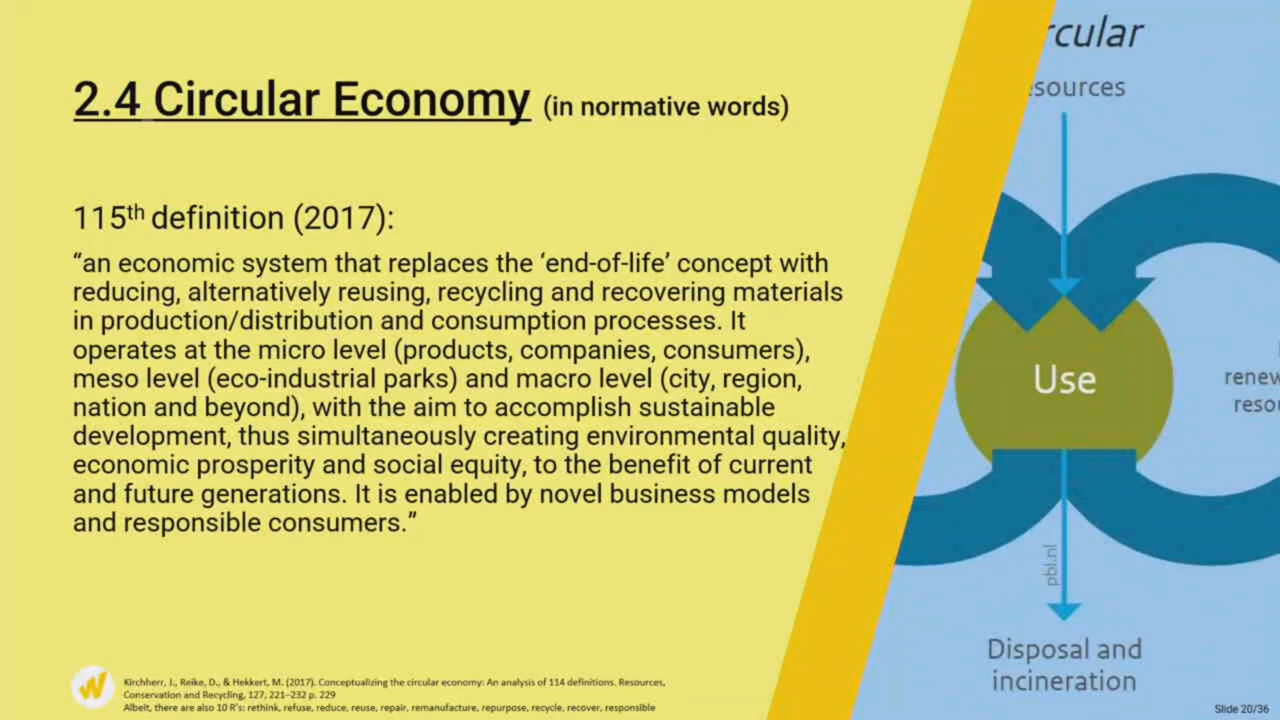 2.4 Circular Economy (in normative words)
115th definition (2017):
“an economic system that replaces the ‘end-of-life’ concept with
reducing, alternatively reusing, recycling and recovering materials
in production/distribution and consumption processes. It
operates at the micro level (products, companies, consumers),
meso level (eco-industrial parks) and macro level (city, region,
nation and beyond), with the aim to accomplish sustainable
development, thus simultaneously creating environmental quality,
economic prosperity and social equity, to the benefit of current
and future generations. It is enabled by novel business models
and responsible consumers.”
Kirchherr, J., Reike, D., & Hekkert, M. (2017). Conceptualizing the circular economy: An analysis of 114 definitions. Resources,
Conservation and Recycling, 127, 221–232 p. 229
Albeit, there are also 10 R's: rethink, refuse, reduce, reuse, repair, remanufacture, repurpose, recycle, recover, responsible
rcular
sources
Use
renew
resou
pbl.nl
Disposal and
incineration
Slide 20/36